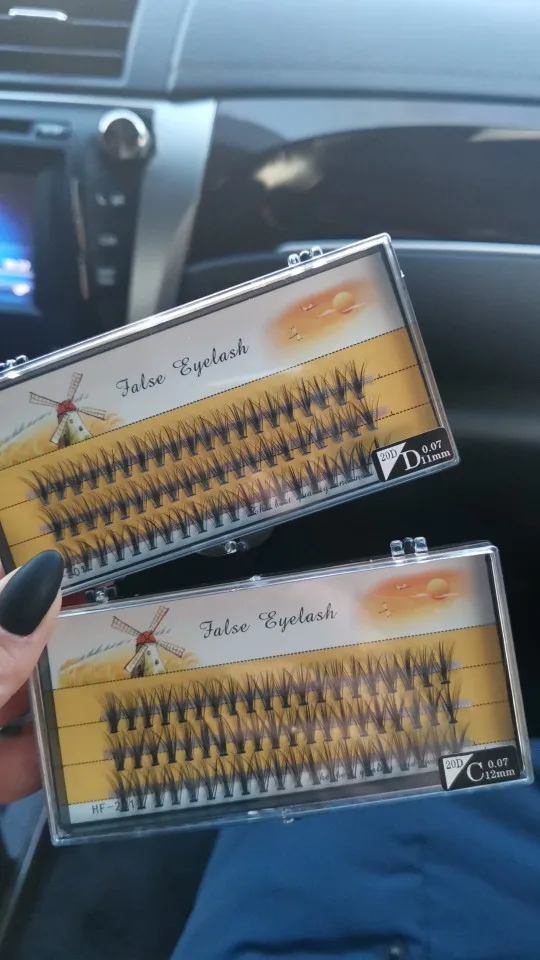 False Eyelash
20D
D
0.07
11mm
False Eyelash
20D
C
0.07
12mm